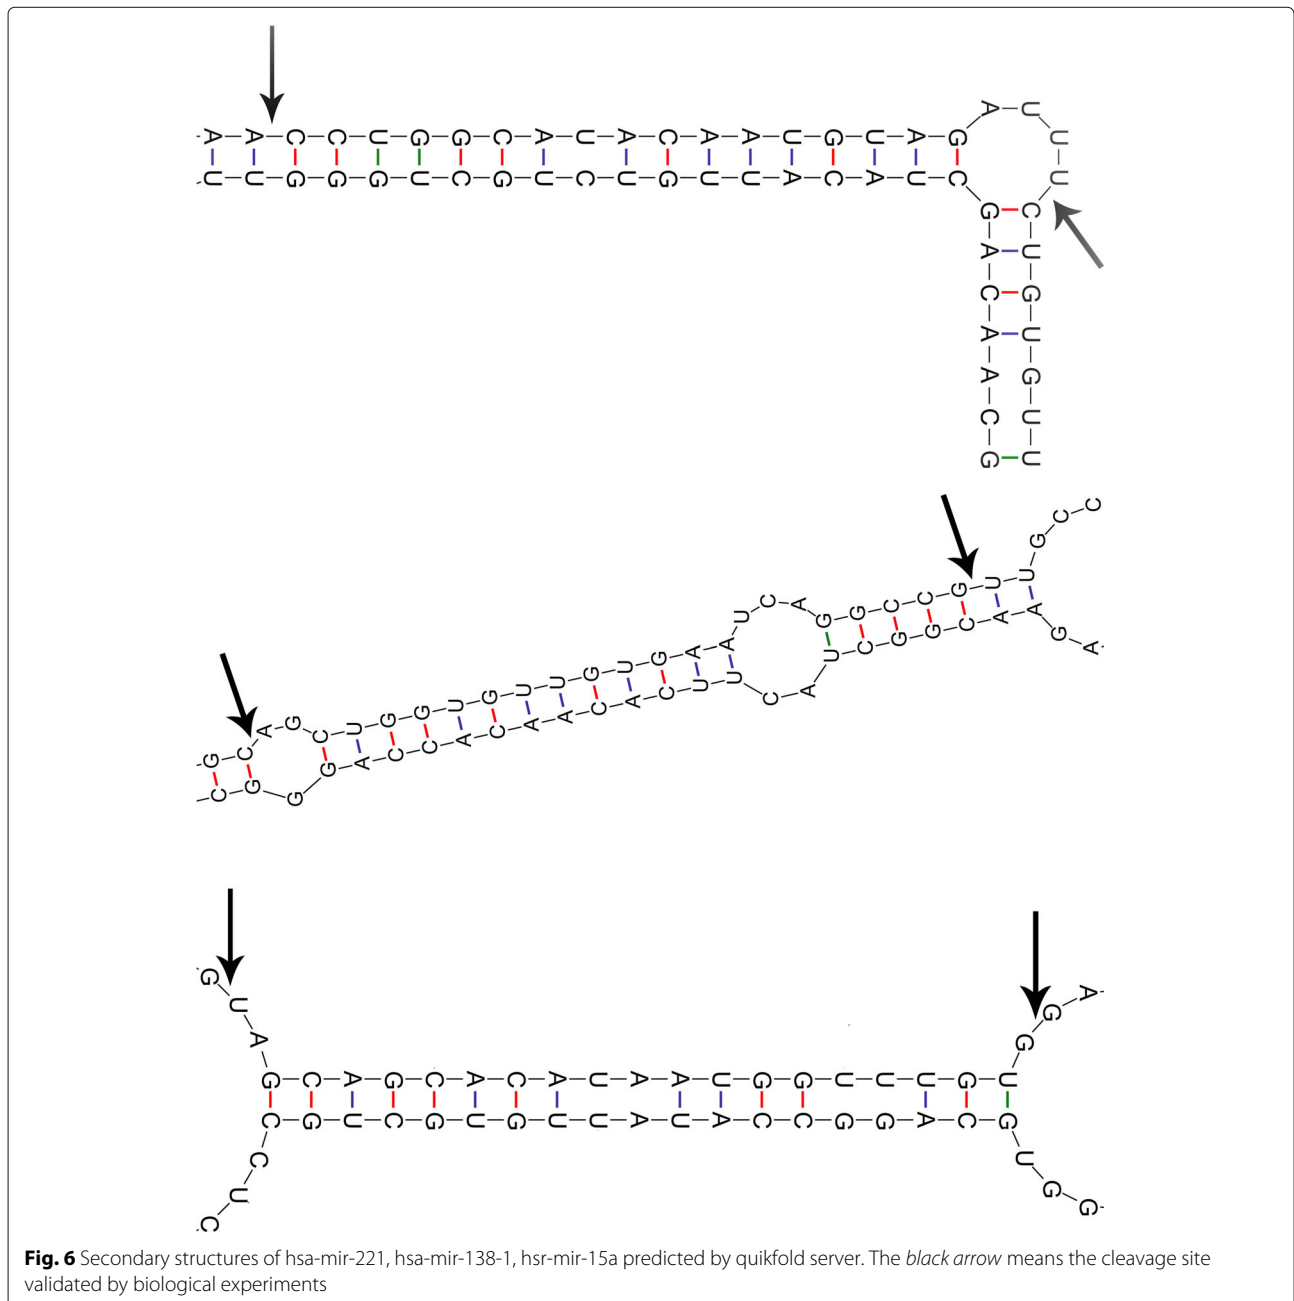 A–A–C–C–U–G–G–C–A–U–A–C–A–A–U–G–U–A–G–A–U–U–U
U–U–G–G–G–U–C–G–U–C–U–G–U–U–A–C–A–U–C
G–C
A–U
C–G
A–U
A–G
C–U
G–U
G–C–A–G–C–U–G–G–U–G–U–U–G–U–G–A–A–U–C–A–G–G–C–C–G–U–U–G–C–C
C–G–G–G–A–C–C–A–C–A–A–C–A–C–U–U–C–A–U–C–G–G–C–A–A–G–A
G–U–A–G–C–A–G–C–A–C–A–U–A–A–U–G–G–U–U–U–G–U–G–G–A
C–U–C–C–G–U–C–G–U–G–U–U–A–U–A–C–C–G–G–A–C–G–U–G–G
Fig. 6 Secondary structures of hsa-mir-221, hsa-mir-138-1, hsr-mir-15a predicted by quikfold server. The black arrow means the cleavage site
validated by biological experiments